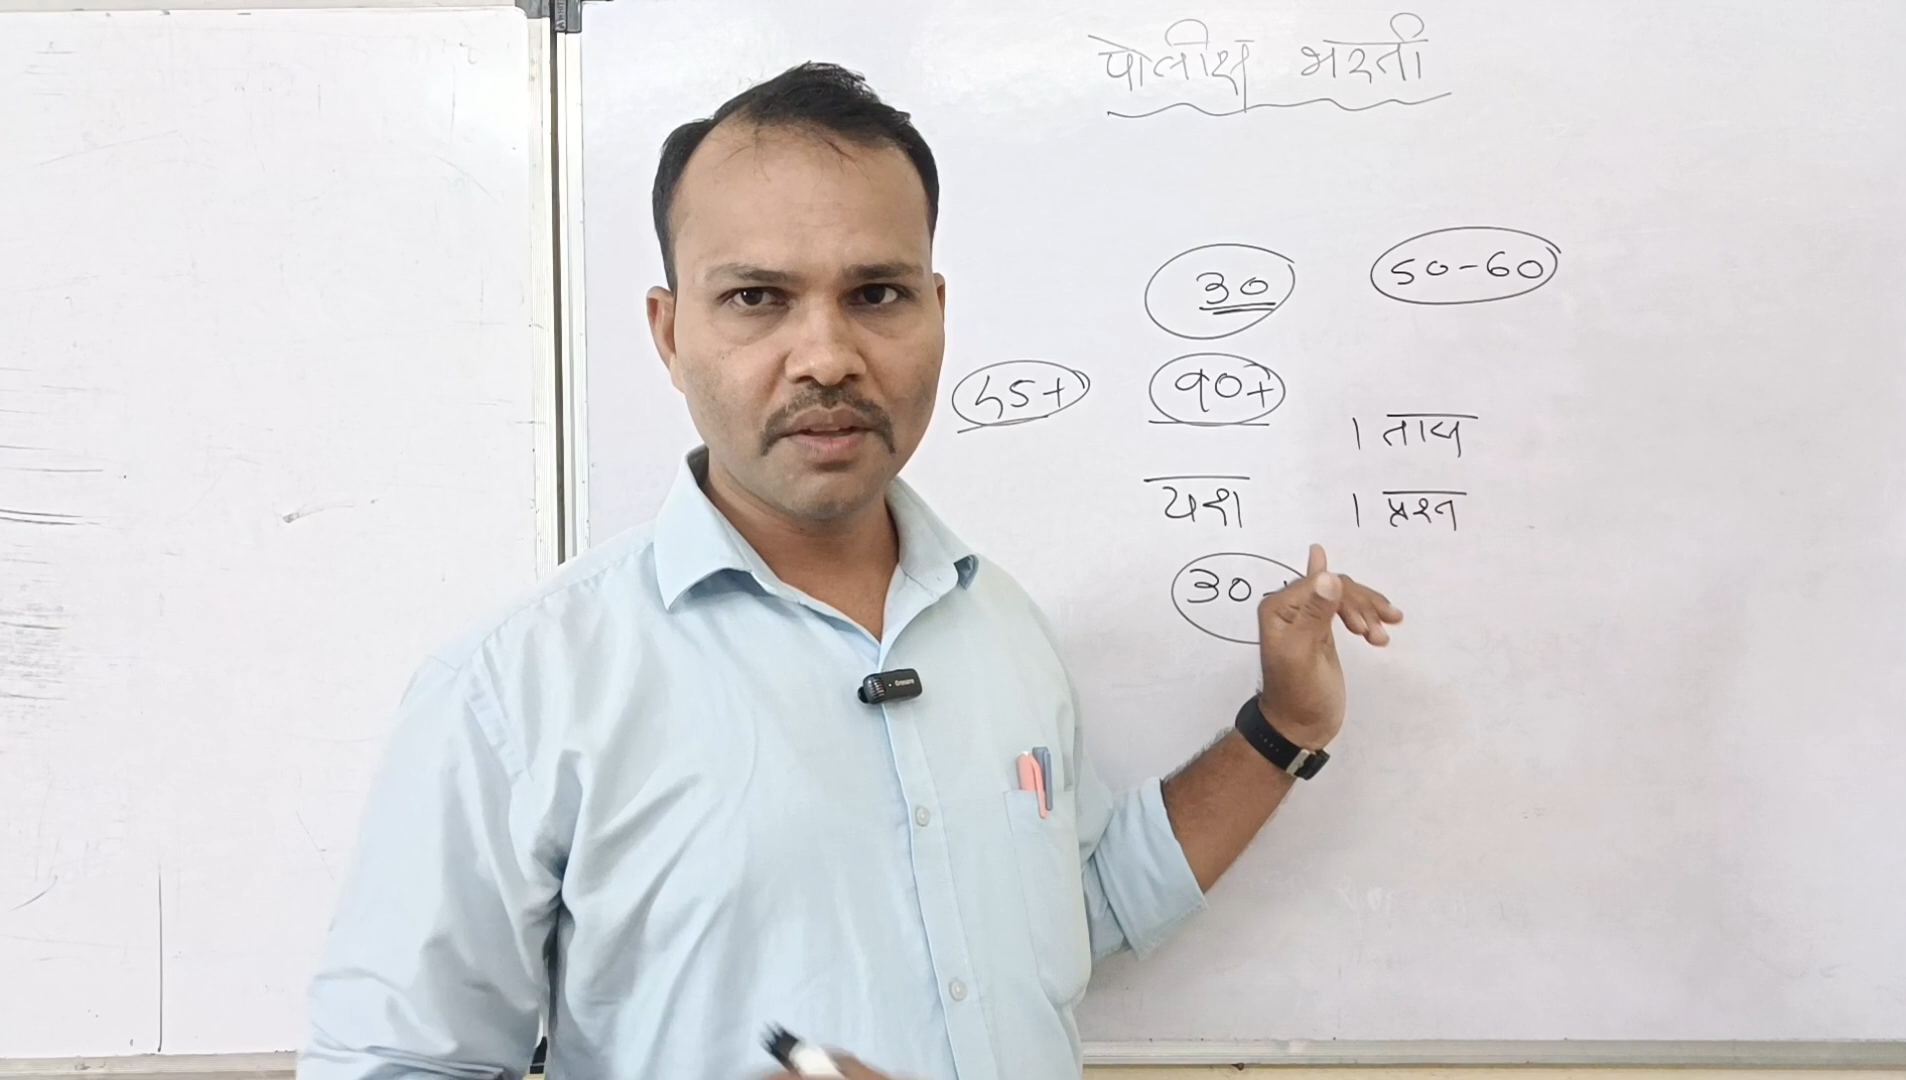 पोलीस भरती
30 50-60
45+ 90+
1 तास
यश 1 प्रश्न
30